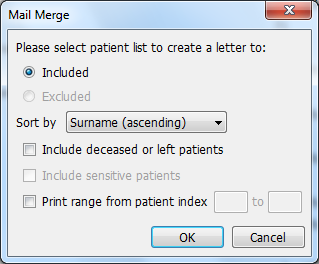 Mail Merge
Please select patient list to create a letter to:
Included
Excluded
Sort by Surname (ascending)
Include deceased or left patients
Include sensitive patients
Print range from patient index to
OK Cancel